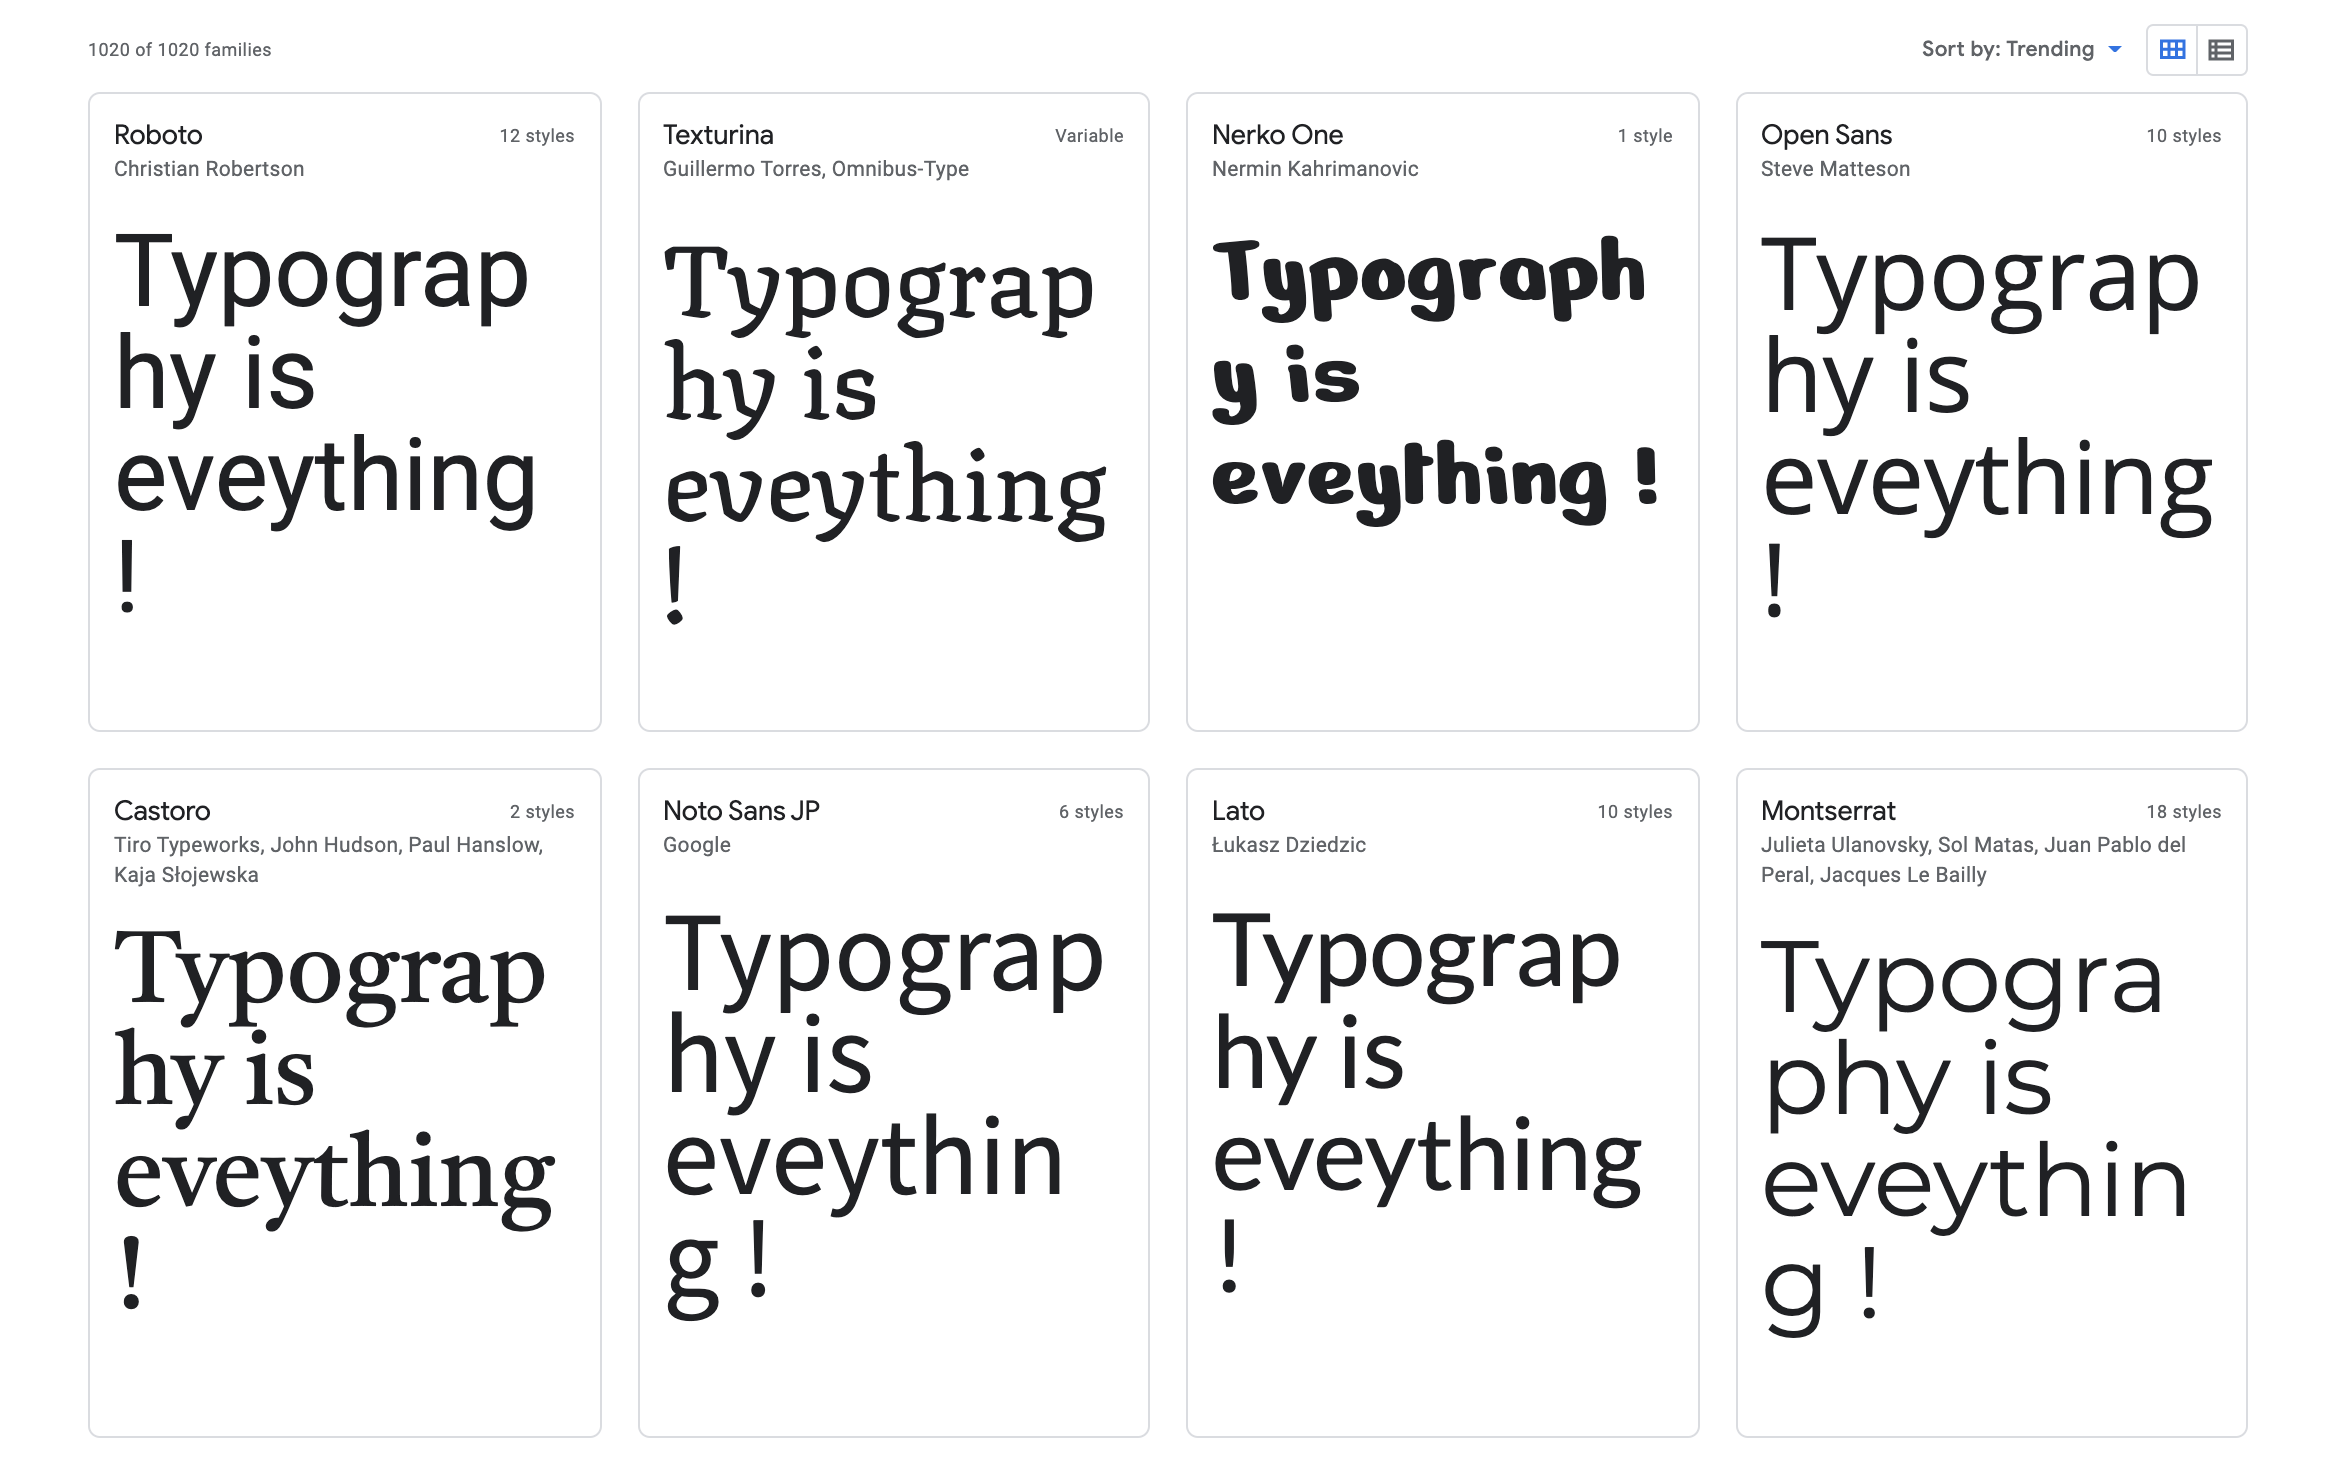 1020 of 1020 families
Sort by: Trending
Roboto
12 styles
Christian Robertson
Typograp
hy is
eveything
!
Texturina
Variable
Guillermo Torres, Omnibus-Type
Typograp
hy is
eveything
!
Nerko One
1 style
Nermin Kahrimanovic
Typograph
y is
eveything !
Open Sans
10 styles
Steve Matteson
Typograp
hy is
eveything
!
Castoro
2 styles
Tiro Typeworks, John Hudson, Paul Hanslow,
Kaja Słojewska
Typograp
hy is
eveything
!
Noto Sans JP
6 styles
Google
Typograp
hy is
eveythin
g !
Lato
10 styles
Łukasz Dziedzic
Typograp
hy is
eveything
!
Montserrat
18 styles
Julieta Ulanovsky, Sol Matas, Juan Pablo del
Peral, Jacques Le Bailly
Typogra
phy is
eveythin
g !